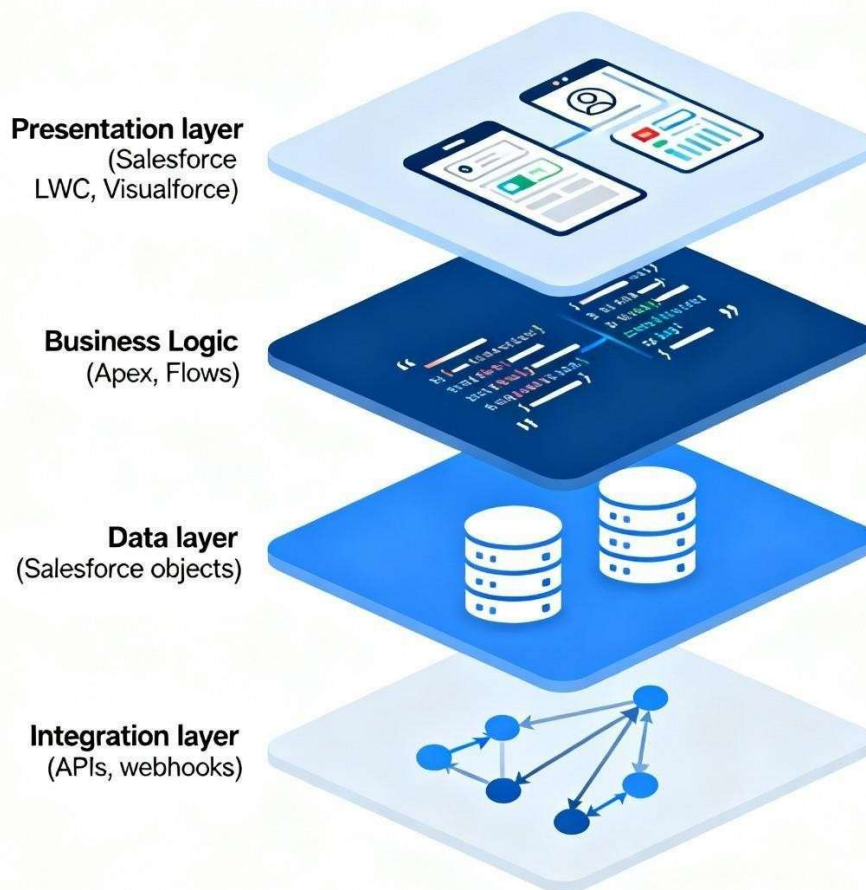 Presentation layer
(Salesforce
LWC, Visualforce)
Business Logic
(Apex, Flows)
Data layer
(Salesforce objects)
Integration layer
(APIs, webhooks)